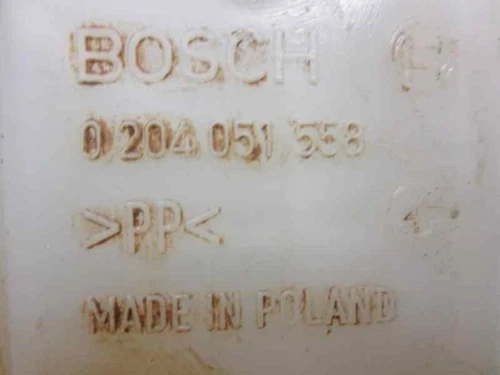 BOSCH
0 204 051 558
>PP<
MADE IN POLAND